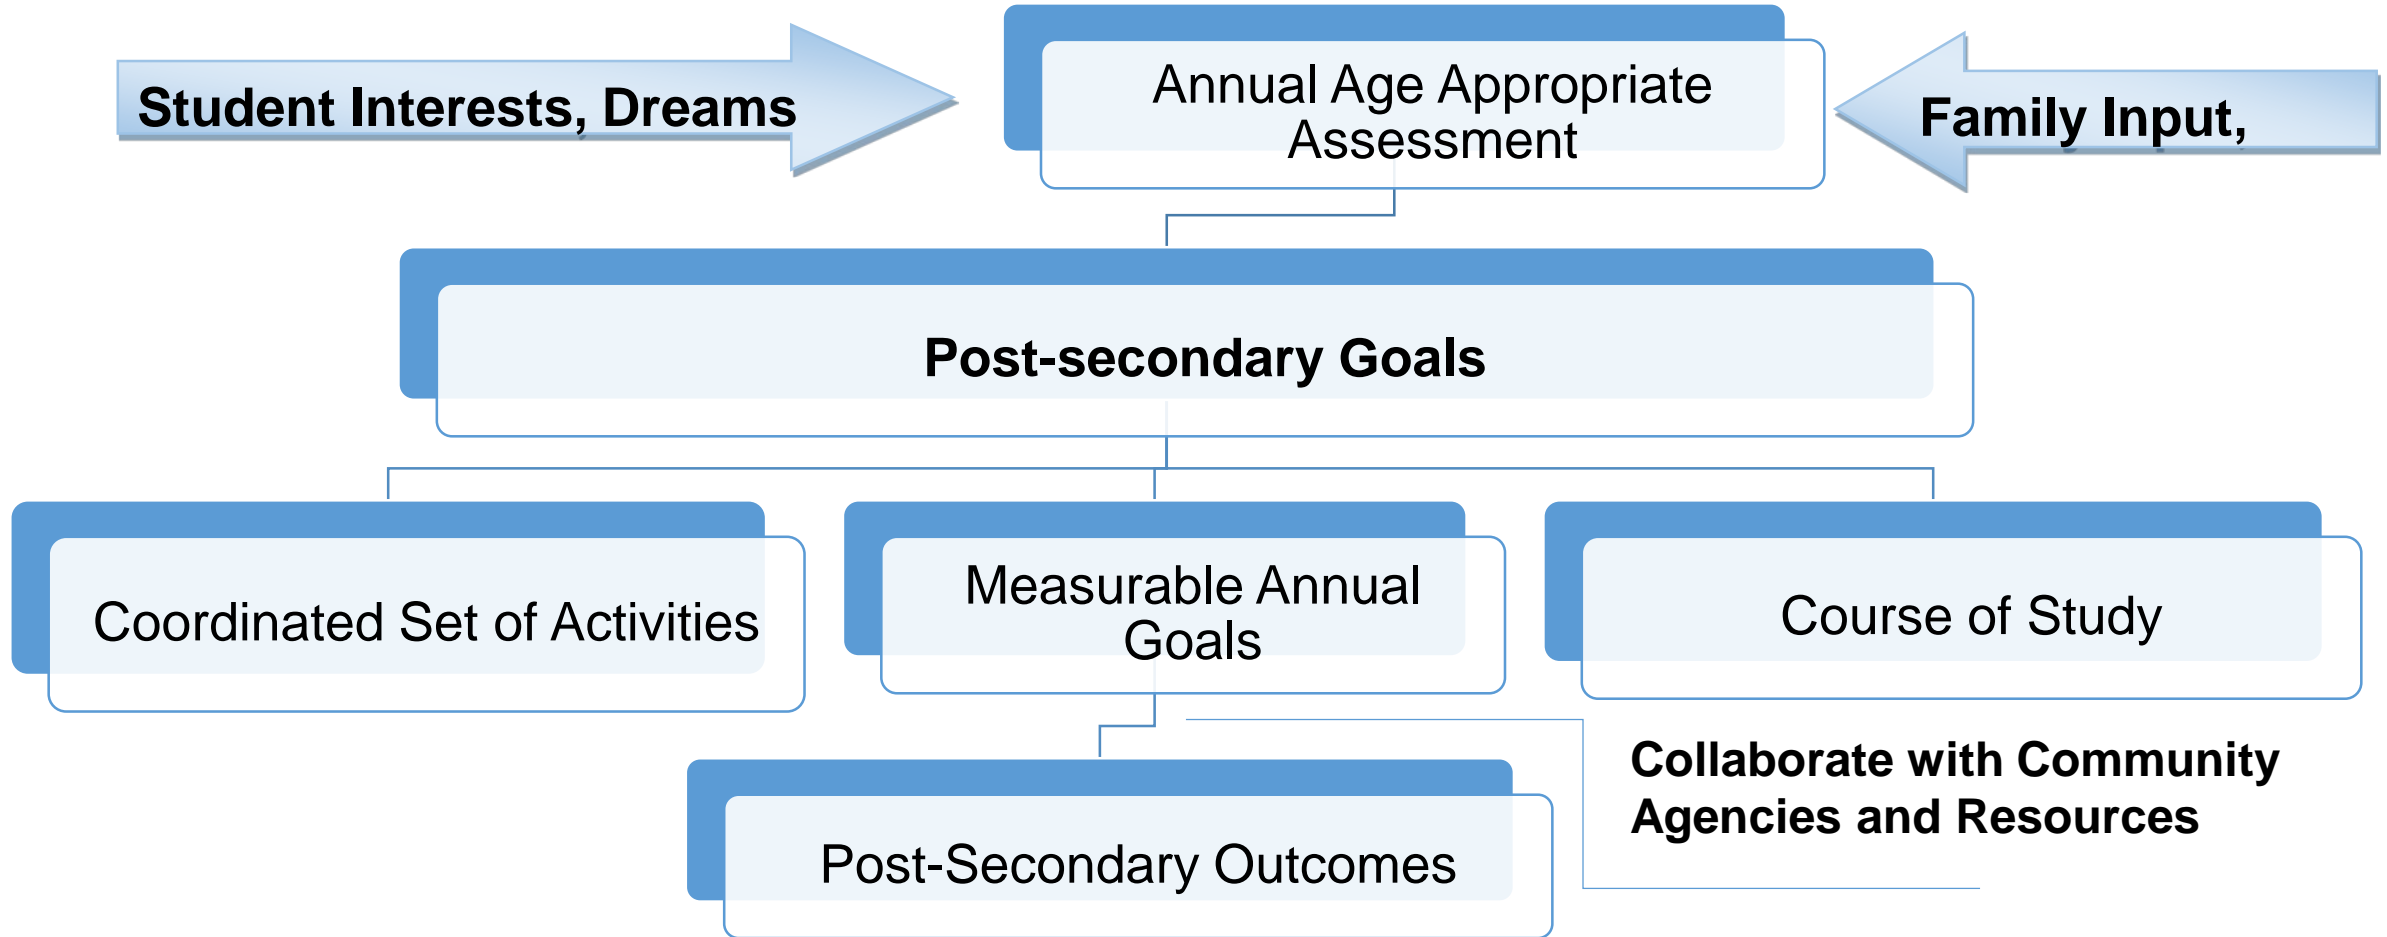 Student Interests, Dreams
Annual Age Appropriate
Assessment
Family Input,
Post-secondary Goals
Coordinated Set of Activities
Measurable Annual
Goals
Course of Study
Collaborate with Community
Agencies and Resources
Post-Secondary Outcomes